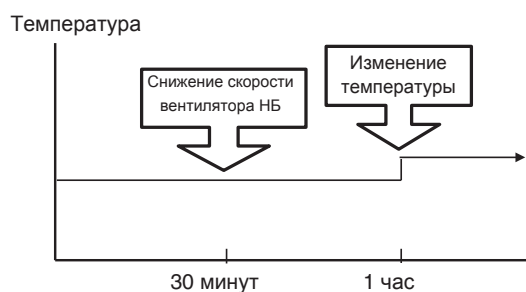 Температура
Снижение скорости
вентилятора НБ
Изменение
температуры
30 минут
1 час